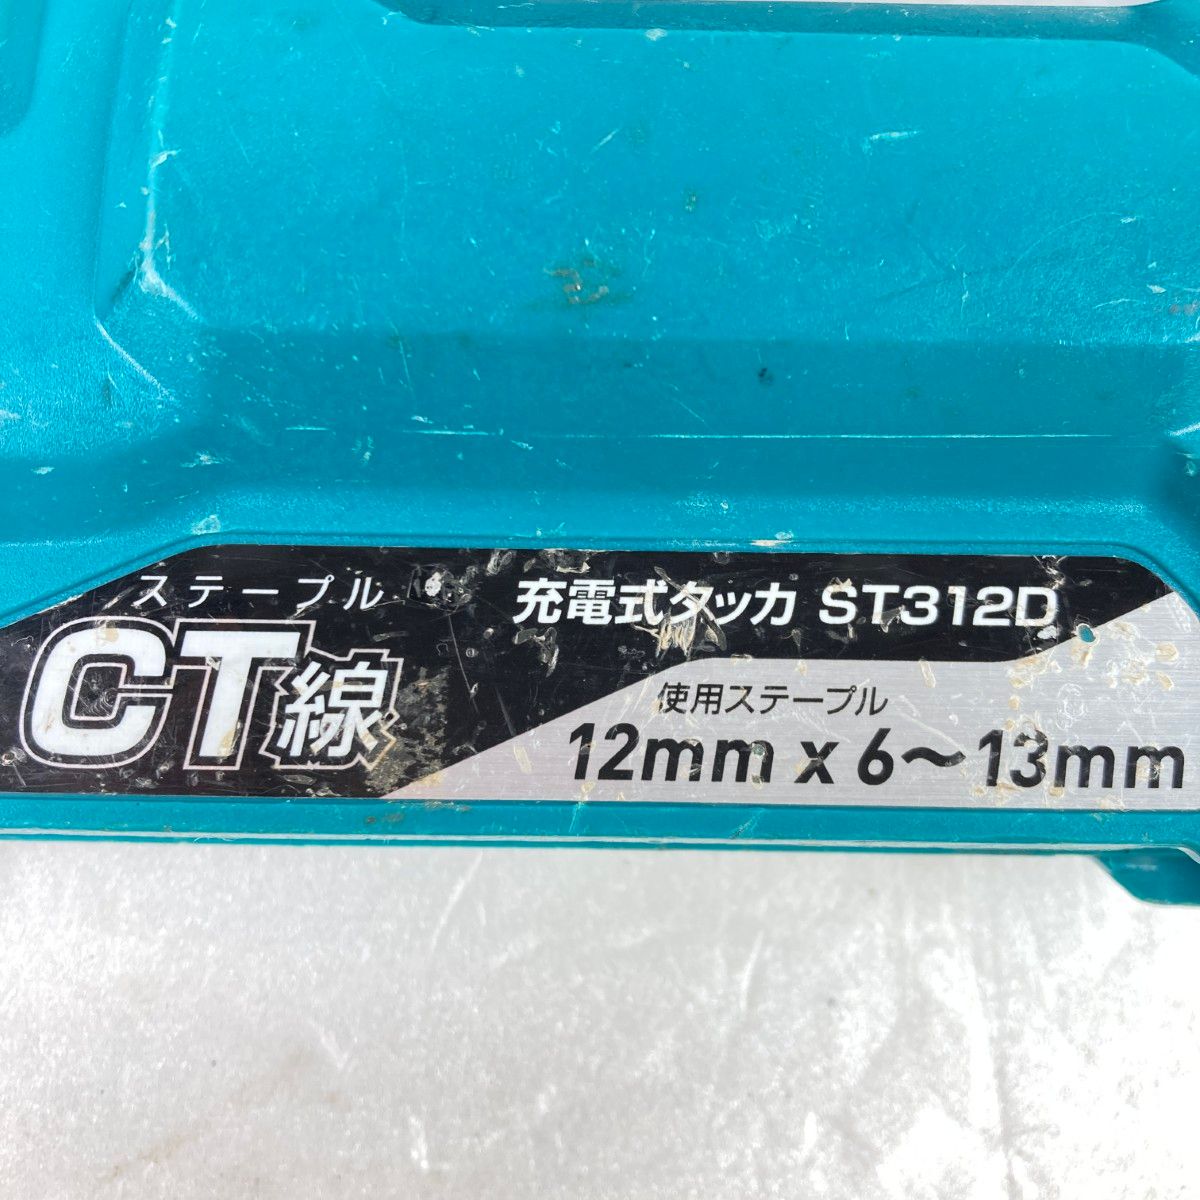 ステープル
CT線
充電式タッカ ST312D
使用ステープル
12mm x 6〜13mm